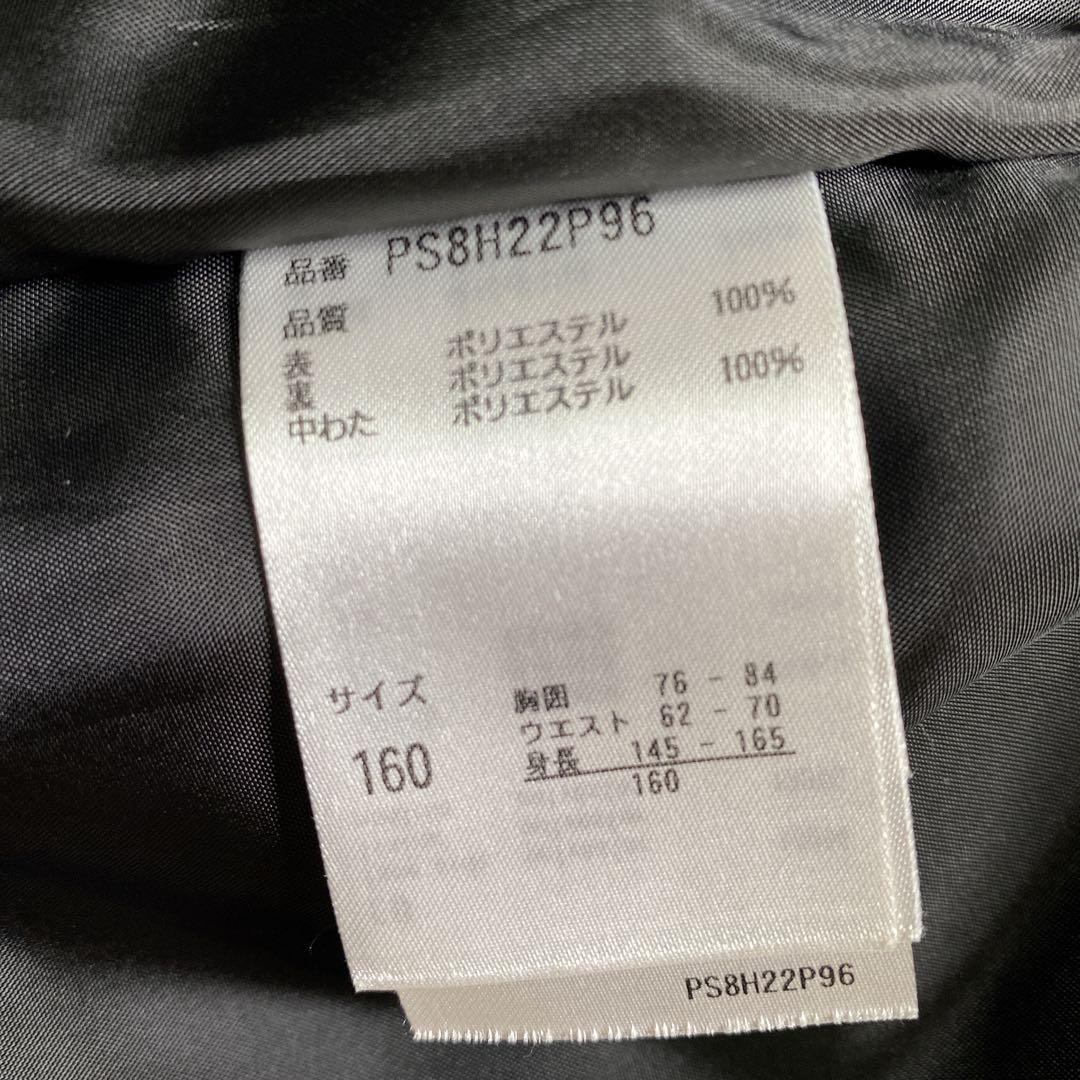 品番 PS8H22P96
品質
表 ポリエステル 100%
裏 ポリエステル
中わた ポリエステル 100%
サイズ
160
胸囲 76 - 84
ウエスト 62 - 70
身長 145 - 165
160
PS8H22P96